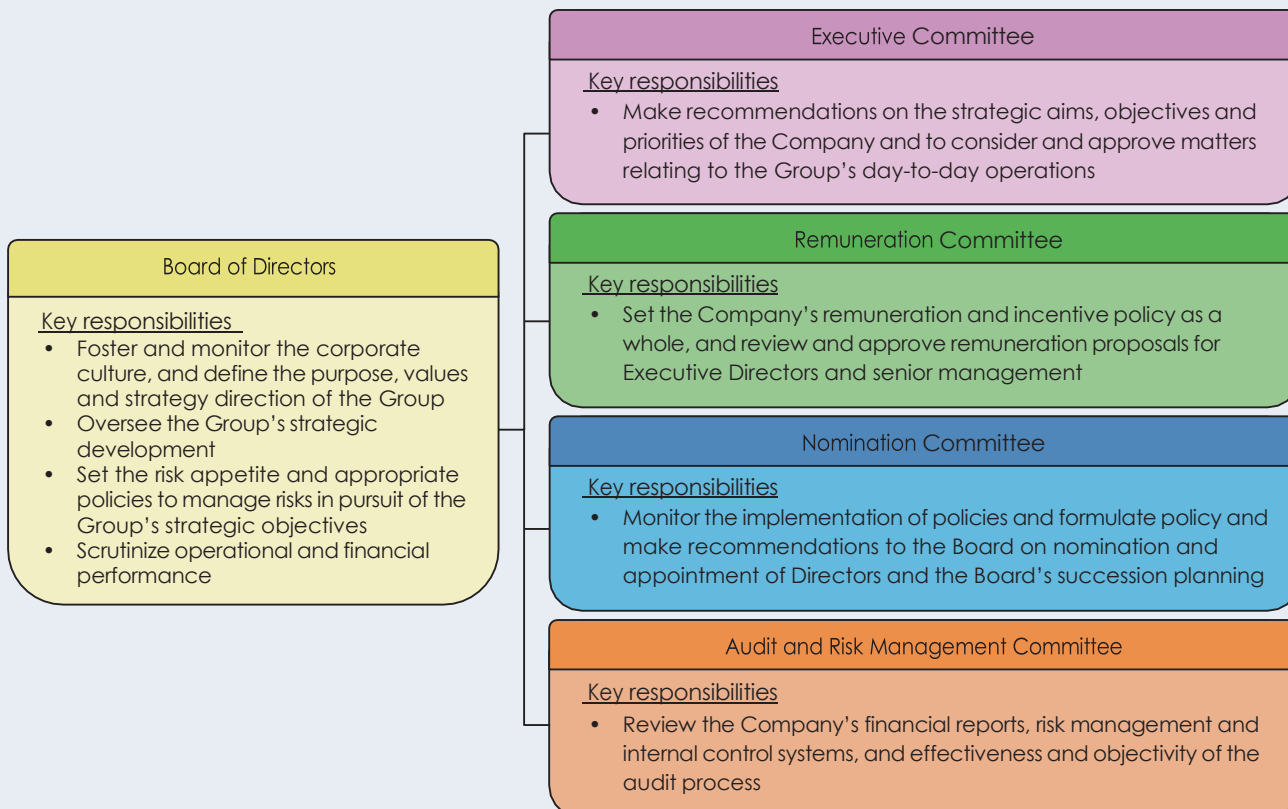 Board of Directors
Key responsibilities
• Foster and monitor the corporate
culture, and define the purpose, values
and strategy direction of the Group
• Oversee the Group's strategic
development
• Set the risk appetite and appropriate
policies to manage risks in pursuit of the
Group's strategic objectives
• Scrutinize operational and financial
performance
Executive Committee
Key responsibilities
• Make recommendations on the strategic aims, objectives and
priorities of the Company and to consider and approve matters
relating to the Group's day-to-day operations
Remuneration Committee
Key responsibilities
• Set the Company's remuneration and incentive policy as a
whole, and review and approve remuneration proposals for
Executive Directors and senior management
Nomination Committee
Key responsibilities
• Monitor the implementation of policies and formulate policy and
make recommendations to the Board on nomination and
appointment of Directors and the Board's succession planning
Audit and Risk Management Committee
Key responsibilities
• Review the Company's financial reports, risk management and
internal control systems, and effectiveness and objectivity of the
audit process